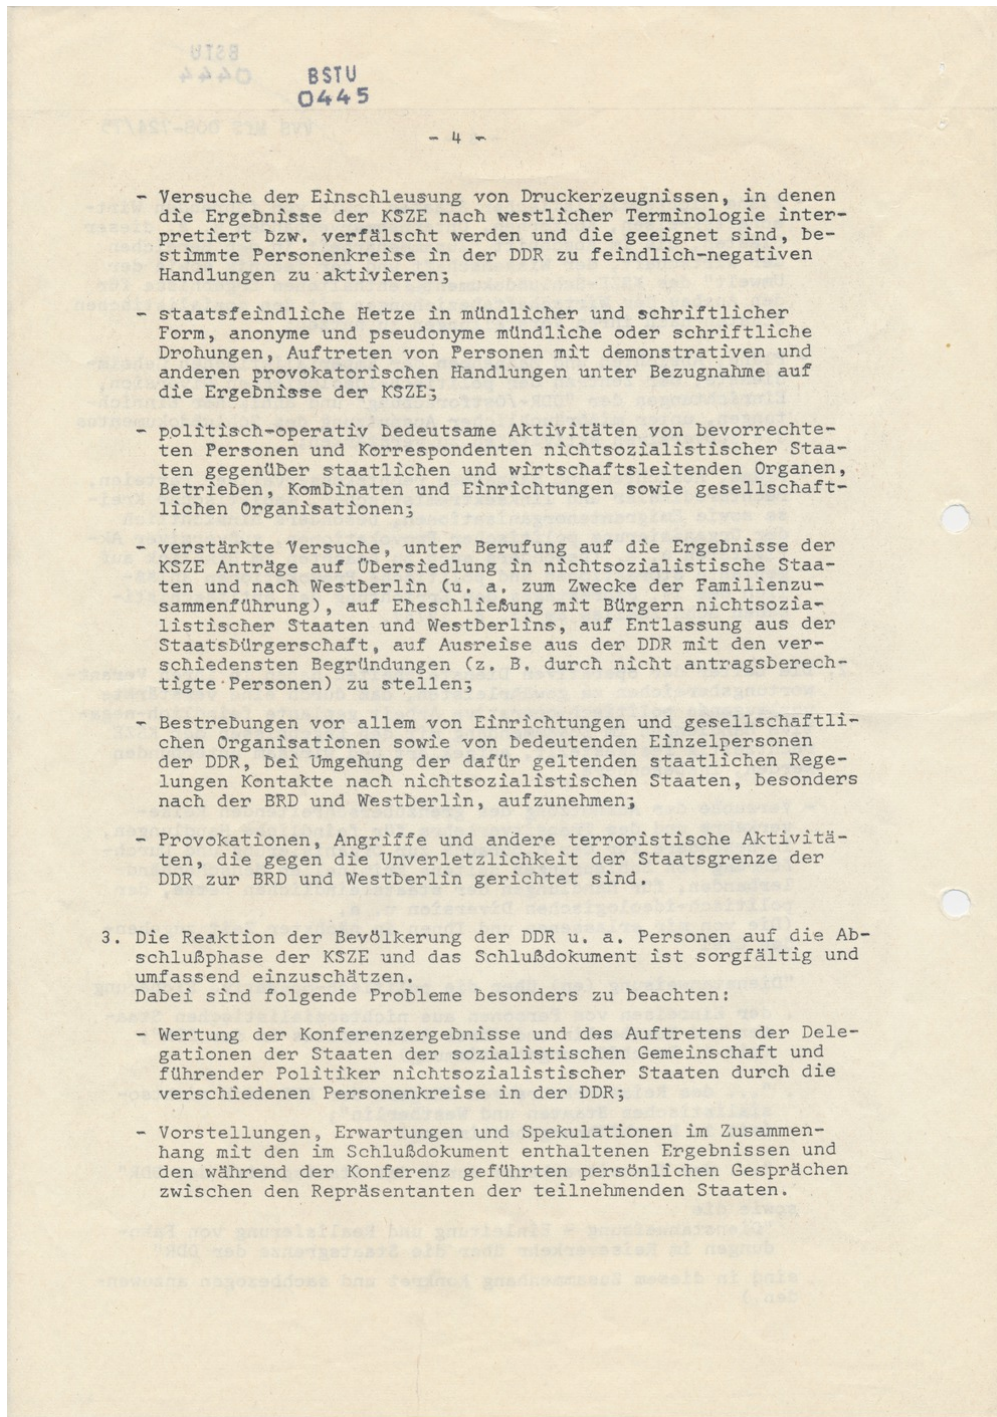 BSTU
0444
BSTU
0445
- 4 -
- Versuche der Einschleusung von Druckerzeugnissen, in denen
die Ergebnisse der KSZE nach westlicher Terminologie inter-
pretiert bzw. verfälscht werden und die geeignet sind, be-
stimmte Personenkreise in der DDR zu feindlich-negativen
Handlungen zu aktivieren;
- staatsfeindliche Hetze in mündlicher und schriftlicher
Form, anonyme und pseudonyme mündliche oder schriftliche
Drohungen, Auftreten von Personen mit demonstrativen und
anderen provokatorischen Handlungen unter Bezugnahme auf
die Ergebnisse der KSZE;
- politisch-operativ bedeutsame Aktivitäten von bevorrechte-
ten Personen und Korrespondenten nichtsozialistischer Staa-
ten gegenüber staatlichen und wirtschaftsleitenden Organen,
Betrieben, Kombinaten und Einrichtungen sowie gesellschaft-
lichen Organisationen;
- verstärkte Versuche, unter Berufung auf die Ergebnisse der
KSZE Anträge auf Übersiedlung in nichtsozialistische Staa-
ten und nach Westberlin (u. a. zum Zwecke der Familienzu-
sammenführung), auf Eheschließung mit Bürgern nichtsozia-
listischer Staaten und Westberlins, auf Entlassung aus der
Staatsbürgerschaft, auf Ausreise aus der DDR mit den ver-
schiedensten Begründungen (z. B. durch nicht antragsberech-
tigte Personen) zu stellen;
- Bestrebungen vor allem von Einrichtungen und gesellschaftli-
chen Organisationen sowie von bedeutenden Einzelpersonen
der DDR, bei Umgehung der dafür geltenden staatlichen Rege-
lungen Kontakte nach nichtsozialistischen Staaten, besonders
nach der BRD und Westberlin, aufzunehmen;
- Provokationen, Angriffe und andere terroristische Aktivitä-
ten, die gegen die Unverletzlichkeit der Staatsgrenze der
DDR zur BRD und Westberlin gerichtet sind.
3. Die Reaktion der Bevölkerung der DDR u. a. Personen auf die Ab-
schlußphase der KSZE und das Schlußdokument ist sorgfältig und
umfassend einzuschätzen.
Dabei sind folgende Probleme besonders zu beachten:
- Wertung der Konferenzergebnisse und des Auftretens der Dele-
gationen der Staaten der sozialistischen Gemeinschaft und
führender Politiker nichtsozialistischer Staaten durch die
verschiedenen Personenkreise in der DDR;
- Vorstellungen, Erwartungen und Spekulationen im Zusammen-
hang mit den im Schlußdokument enthaltenen Ergebnissen und
den während der Konferenz geführten persönlichen Gesprächen
zwischen den Repräsentanten der teilnehmenden Staaten.